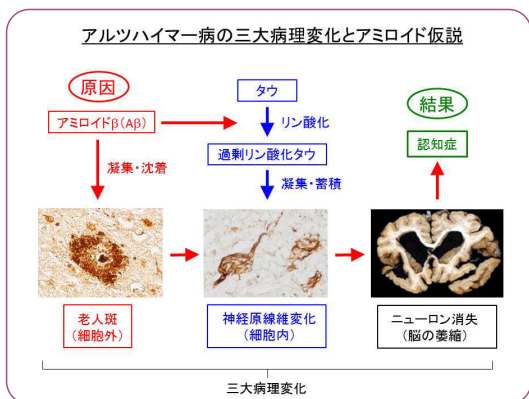 アルツハイマー病の三大病理変化とアミロイド仮説
原因
アミロイドβ(Aβ)
凝集・沈着
タウ
リン酸化
過剰リン酸化タウ
凝集・蓄積
結果
認知症
老人斑
(細胞外)
神経原線維変化
(細胞内)
ニューロン消失
(脳の萎縮)
三大病理変化